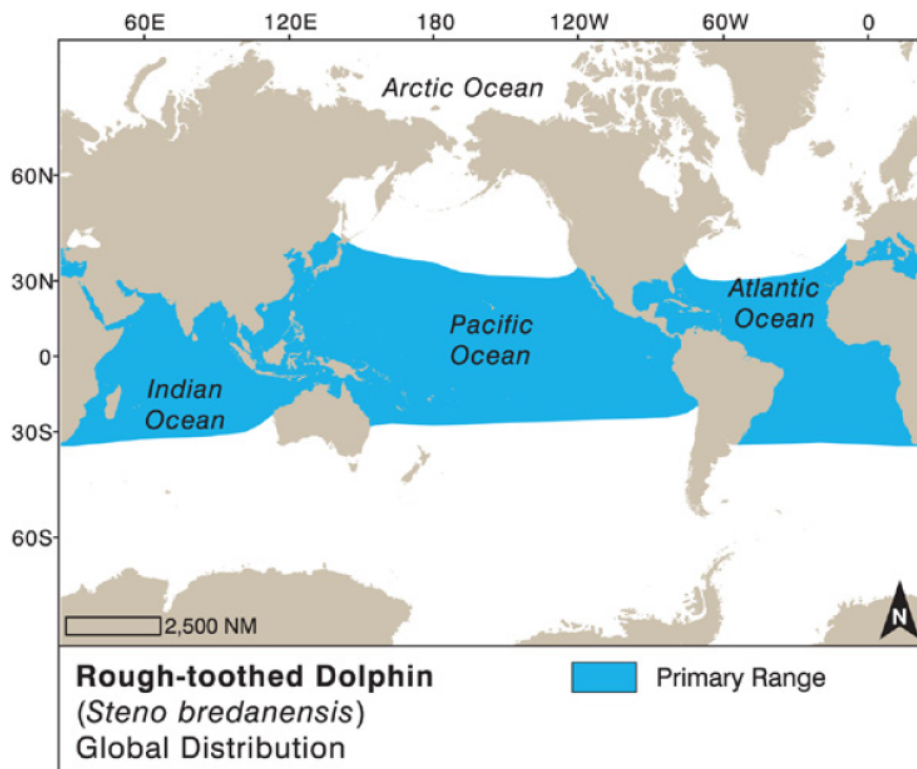 60E 120E 180 120W 60W 0
Arctic Ocean
60N
30N
Atlantic
Ocean
Pacific
Ocean
0
Indian
Ocean
30S
60S
2,500 NM
N
Rough-toothed Dolphin
(Steno bredanensis)
Global Distribution
Primary Range